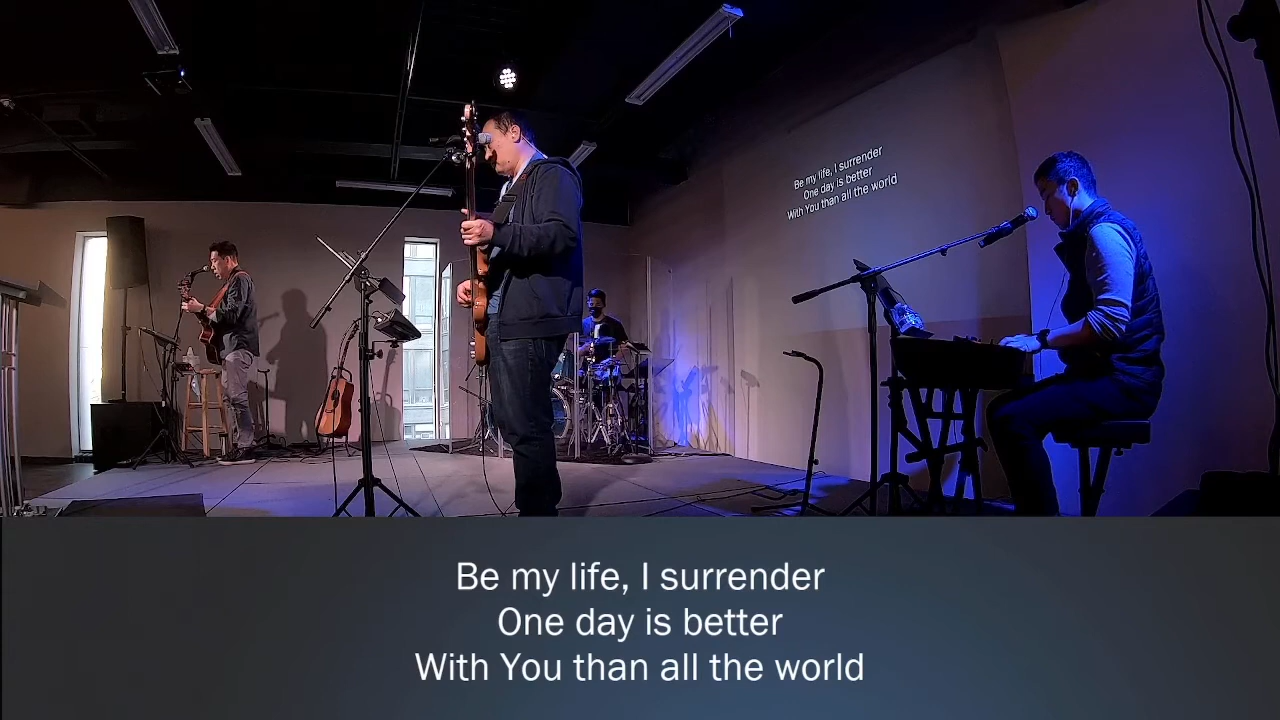 Be my life, I surrender
One day is better
With You than all the world
Be my life, I surrender
One day is better
With You than all the world